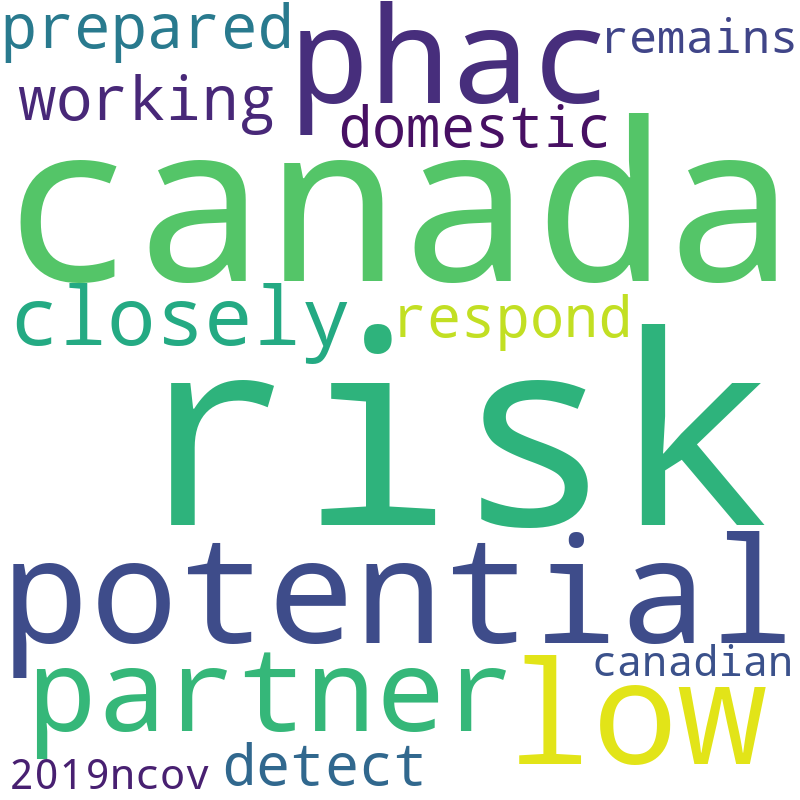 prepared phac remains
working domestic
canada
closely respond
risk
potential
partner low canadian
2019ncov detect